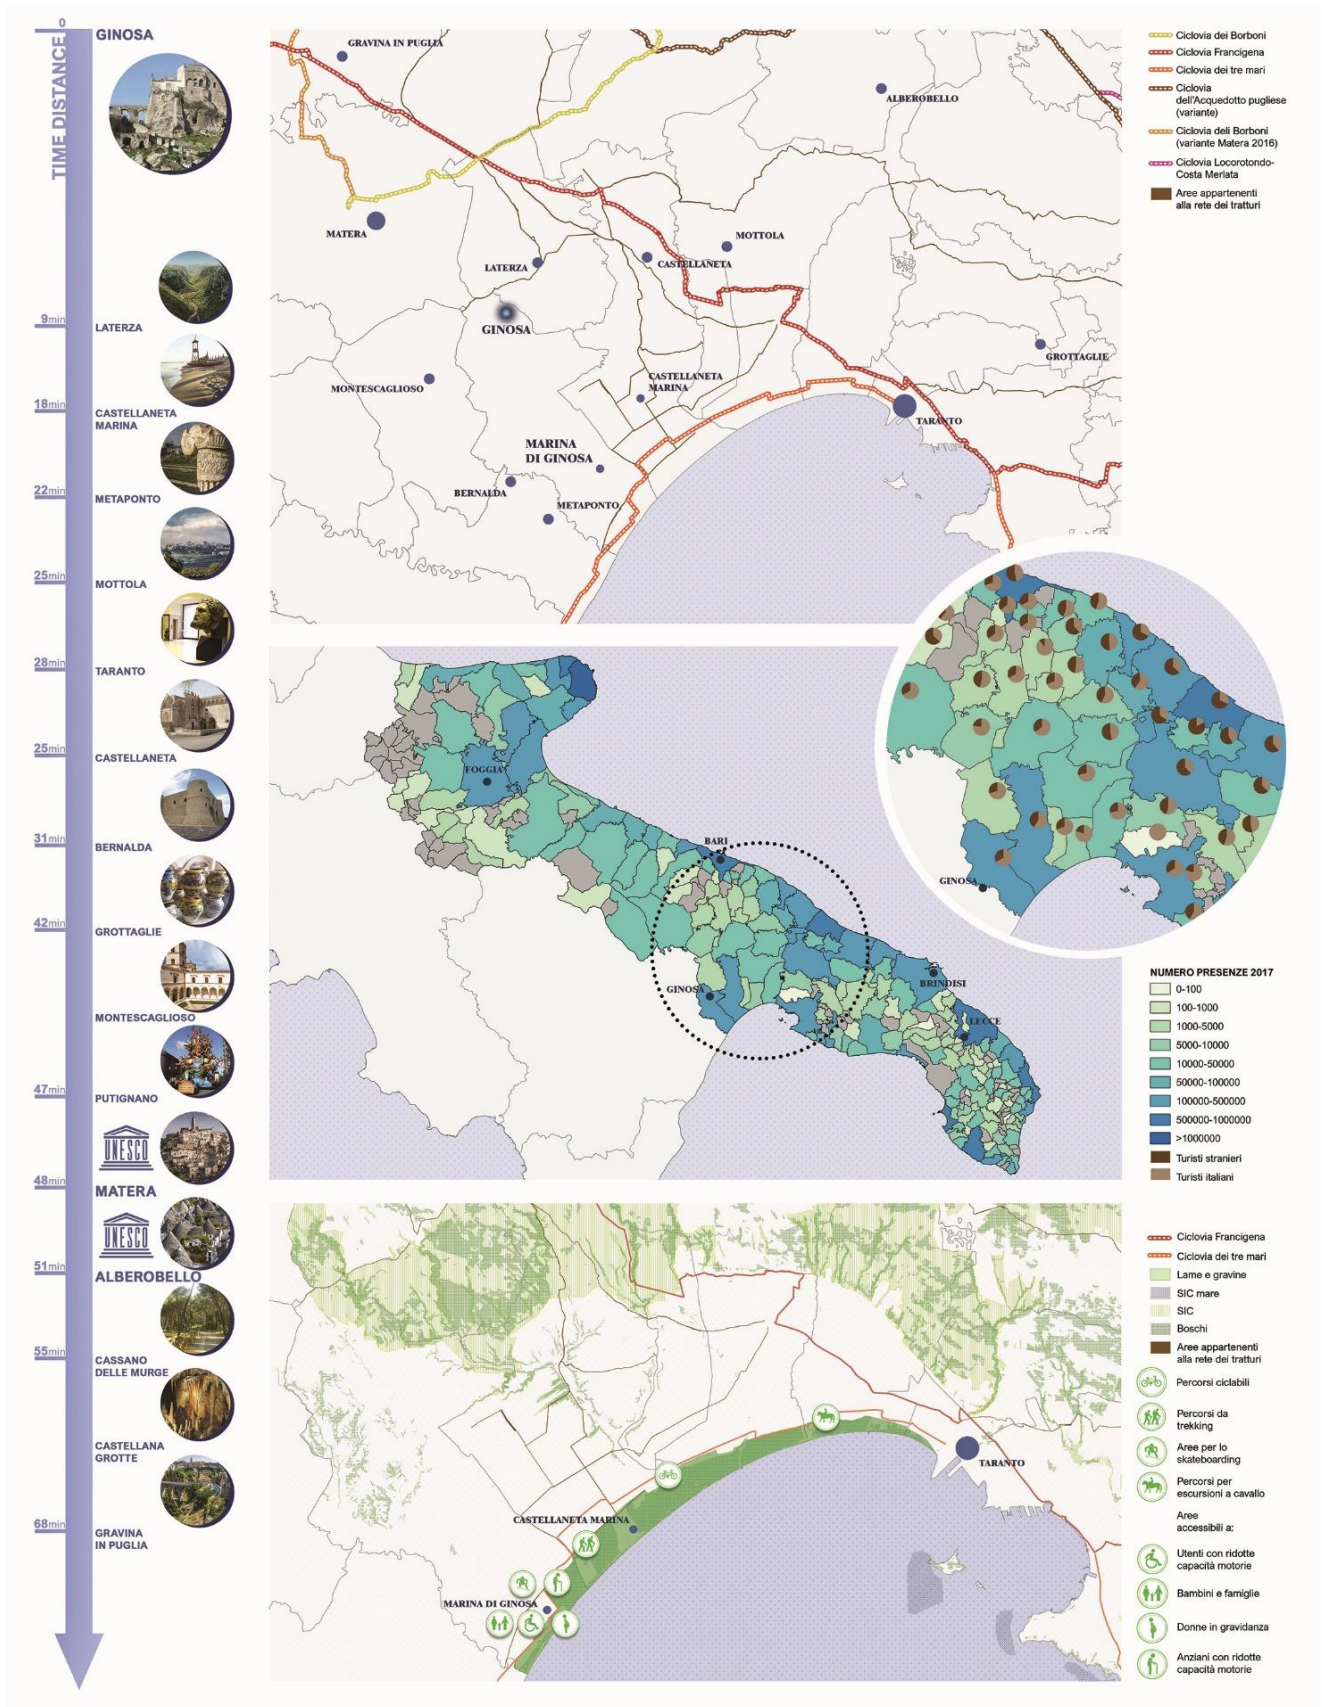 0
TIME DISTANCE
GINOSA
9min
LATERZA
18min
CASTELLANETA
MARINA
22min
METAPONTO
25min
MOTTOLA
28min
TARANTO
25min
CASTELLANETA
31min
BERNALDA
42min
GROTTAGLIE
MONTESCAGLIOSO
47min
PUTIGNANO
UNESCO
48min
MATERA
UNESCO
51min
ALBEROBELLO
55min
CASSANO
DELLE MURGE
CASTELLANA
GROTTE
68min
GRAVINA
IN PUGLIA
GRAVINA IN PUGLIA
ALBEROBELLO
MATERA
MOTTOLA
LATERZA
CASTELLANETA
GINOSA
GROTTAGLIE
MONTESCAGLIOSO
CASTELLANETA
MARINA
TARANTO
MARINA
DI GINOSA
BERNALDA
METAPONTO
Ciclovia dei Borboni
Ciclovia Francigena
Ciclovia dei tre mari
Ciclovia
dell'Acquedotto pugliese
(variante)
Ciclovia deli Borboni
(variante Matera 2016)
Ciclovia Locorotondo-
Costa Merlata
Aree appartenenti
alla rete dei tratturi
FOGGIA
BARI
GINOSA
BRINDISI
LECCE
GINOSA
NUMERO PRESENZE 2017
0-100
100-1000
1000-5000
5000-10000
10000-50000
50000-100000
100000-500000
500000-1000000
>1000000
Turisti stranieri
Turisti italiani
TARANTO
CASTELLANETA MARINA
MARINA DI GINOSA
Ciclovia Francigena
Ciclovia dei tre mari
Lame e gravine
SIC mare
SIC
Boschi
Aree appartenenti
alla rete dei tratturi
Percorsi ciclabili
Percorsi da
trekking
Aree per lo
skateboarding
Percorsi per
escursioni a cavallo
Aree
accessibili a:
Utenti con ridotte
capacità motorie
Bambini e famiglie
Donne in gravidanza
Anziani con ridotte
capacità motorie